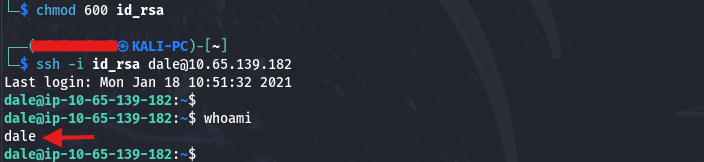 $ chmod 600 id_rsa
KALI-PC)-[~]
$ ssh -i id_rsa dale@10.65.139.182
Last login: Mon Jan 18 10:51:32 2021
dale@ip-10-65-139-182:~$
dale@ip-10-65-139-182:~$ whoami
dale
dale@ip-10-65-139-182:~$